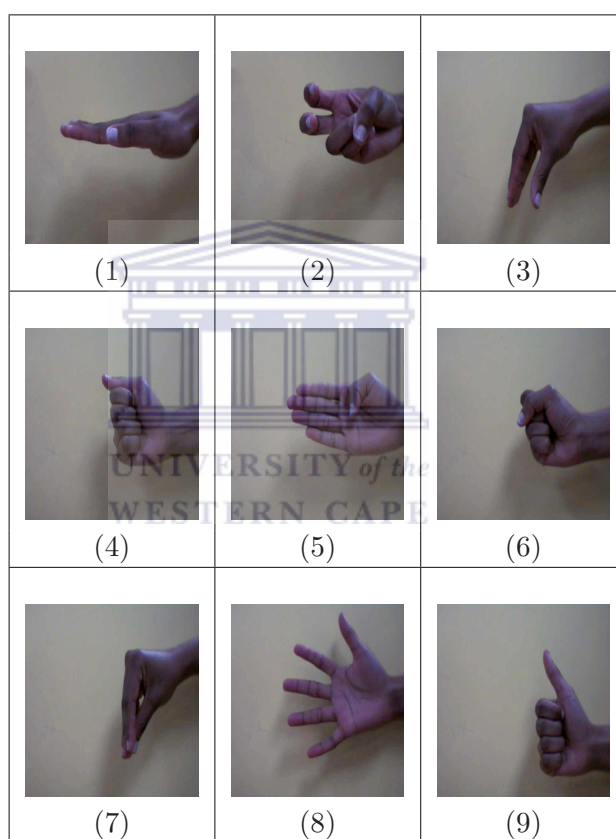 (1) (2) (3)
UNIVERSITY of the
WESTERN CAPE
(4) (5) (6)
(7) (8) (9)